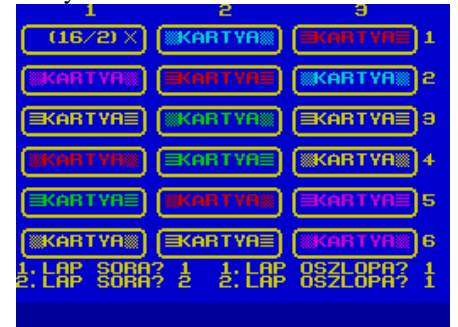 1 2 3
(16/2) X KARTYA KARTYA 1
KARTYA KARTYA KARTYA 2
KARTYA KARTYA KARTYA 3
KARTYA KARTYA KARTYA 4
KARTYA KARTYA KARTYA 5
KARTYA KARTYA KARTYA 6
1. LAP SORA? 1 1. LAP OSZLOPA? 1
2. LAP SORA? 2 2. LAP OSZLOPA? 1